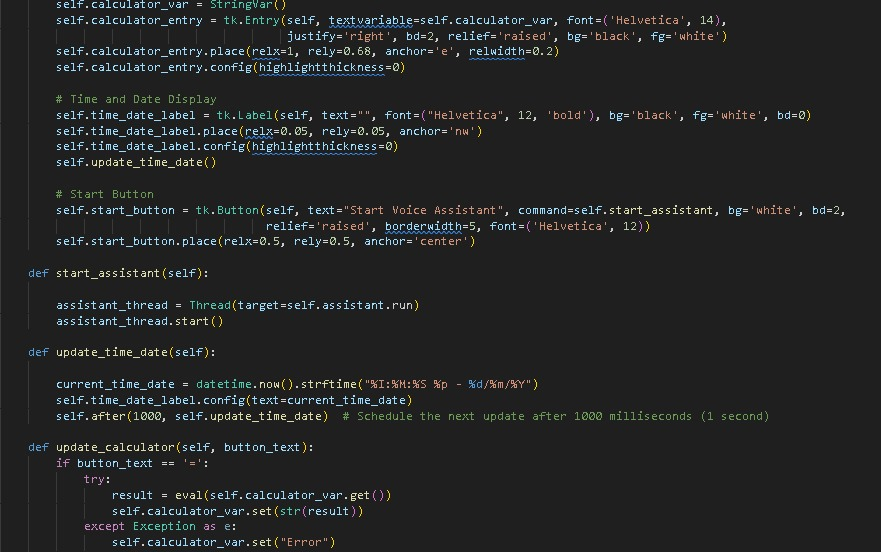 self.calculator_var = StringVar()
self.calculator_entry = tk.Entry(self, textvariable=self.calculator_var, font=('Helvetica', 14),
justify='right', bd=2, relief='raised', bg='black', fg='white')
self.calculator_entry.place(relx=1, rely=0.68, anchor='e', relwidth=0.2)
self.calculator_entry.config(highlightthickness=0)
# Time and Date Display
self.time_date_label = tk.Label(self, text="", font=("Helvetica", 12, 'bold'), bg='black', fg='white', bd=0)
self.time_date_label.place(relx=0.05, rely=0.05, anchor='nw')
self.time_date_label.config(highlightthickness=0)
self.update_time_date()
# Start Button
self.start_button = tk.Button(self, text="Start Voice Assistant", command=self.start_assistant, bg='white', bd=2,
relief='raised', borderwidth=5, font=('Helvetica', 12))
self.start_button.place(relx=0.5, rely=0.5, anchor='center')
def start_assistant(self):
assistant_thread = Thread(target=self.assistant.run)
assistant_thread.start()
def update_time_date(self):
current_time_date = datetime.now().strftime("%I:%M:%S %p - %d/%m/%Y")
self.time_date_label.config(text=current_time_date)
self.after(1000, self.update_time_date)  # Schedule the next update after 1000 milliseconds (1 second)
def update_calculator(self, button_text):
if button_text == '=':
try:
result = eval(self.calculator_var.get())
self.calculator_var.set(str(result))
except Exception as e:
self.calculator_var.set("Error")